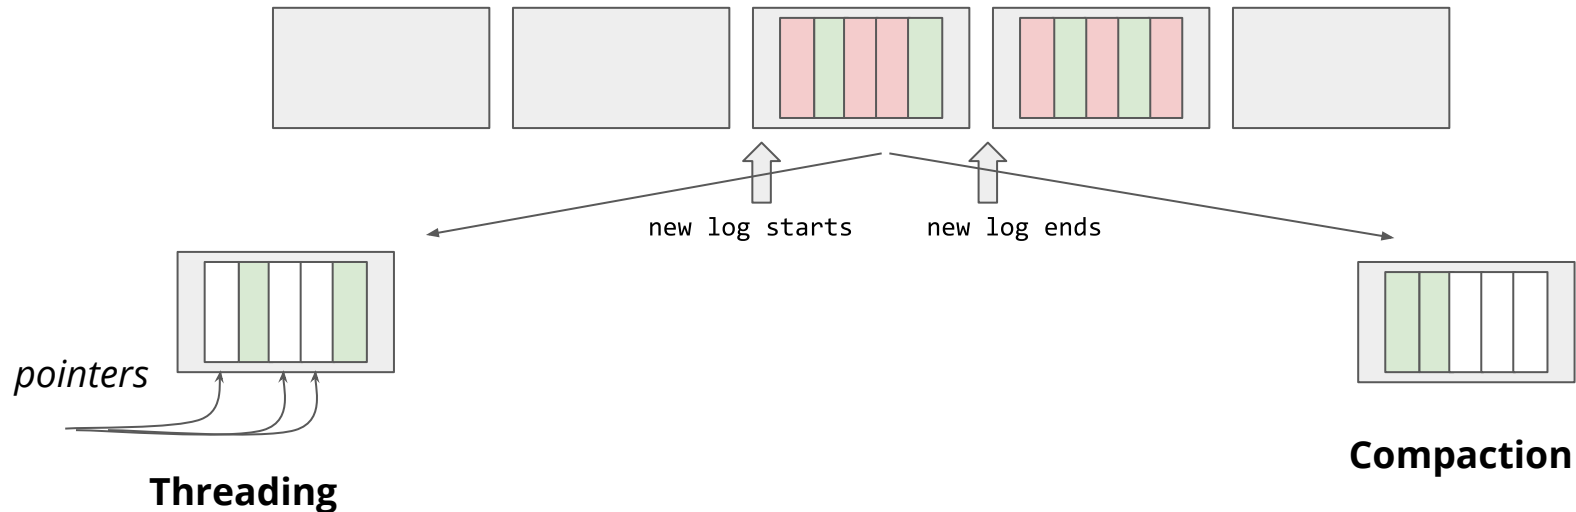 new log starts
new log ends
pointers
Threading
Compaction